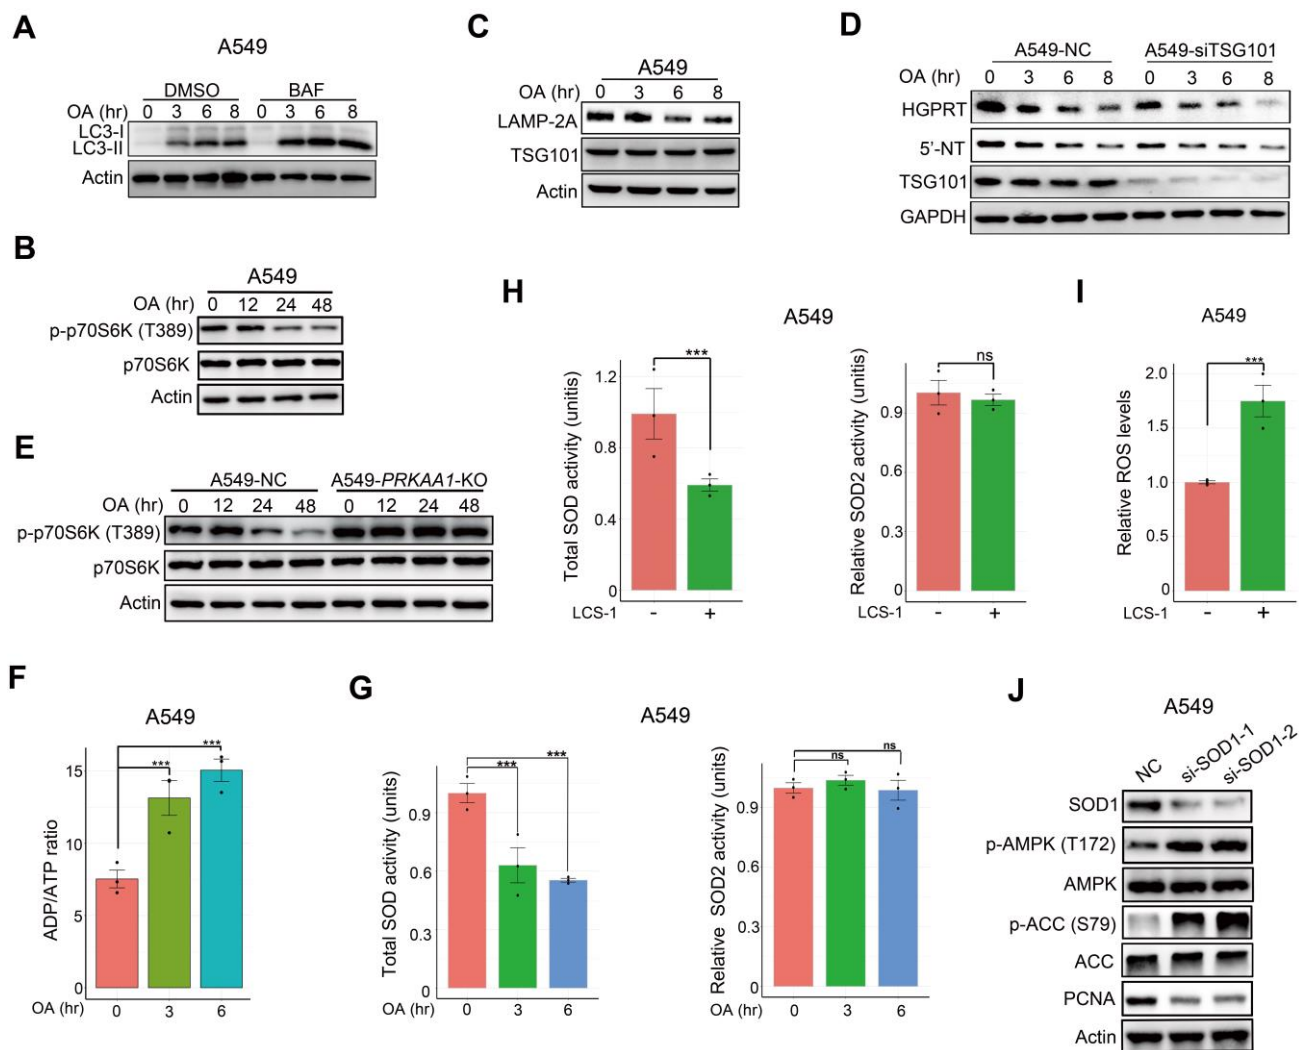 A
A549
DMSO BAF
OA (hr) 0 3 6 8 0 3 6 8
LC3-I
LC3-II
Actin
B
A549
OA (hr) 0 12 24 48
p-p70S6K (T389)
p70S6K
Actin
C
A549
OA (hr) 0 3 6 8
LAMP-2A
TSG101
Actin
D
A549-NC A549-siTSG101
OA (hr) 0 3 6 8 0 3 6 8
HGPRT
5'-NT
TSG101
GAPDH
E
A549-NC A549-PRKAA1-KO
OA (hr) 0 12 24 48 0 12 24 48
p-p70S6K (T389)
p70S6K
Actin
F
A549
ADP/ATP ratio
15
10
5
0
*** ***
OA (hr) 0 3 6
G
A549
Total SOD activity (units)
0.9
0.6
0.3
0
*** ***
0 3 6
OA (hr)
Relative SOD2 activity (units)
0.9
0.6
0.3
0
ns ns
OA (hr) 0 3 6
H
A549
Total SOD activity (unitis)
1.2
0.8
0.4
0
***
LCS-1 - +
Relative SOD2 activity (unitis)
0.9
0.6
0.3
0
ns
LCS-1 - +
I
A549
Relative ROS levels
2.0
1.5
1.0
0.5
0
***
LCS-1 - +
J
A549
NC si-SOD1-1 si-SOD1-2
SOD1
p-AMPK (T172)
AMPK
p-ACC (S79)
ACC
PCNA
Actin